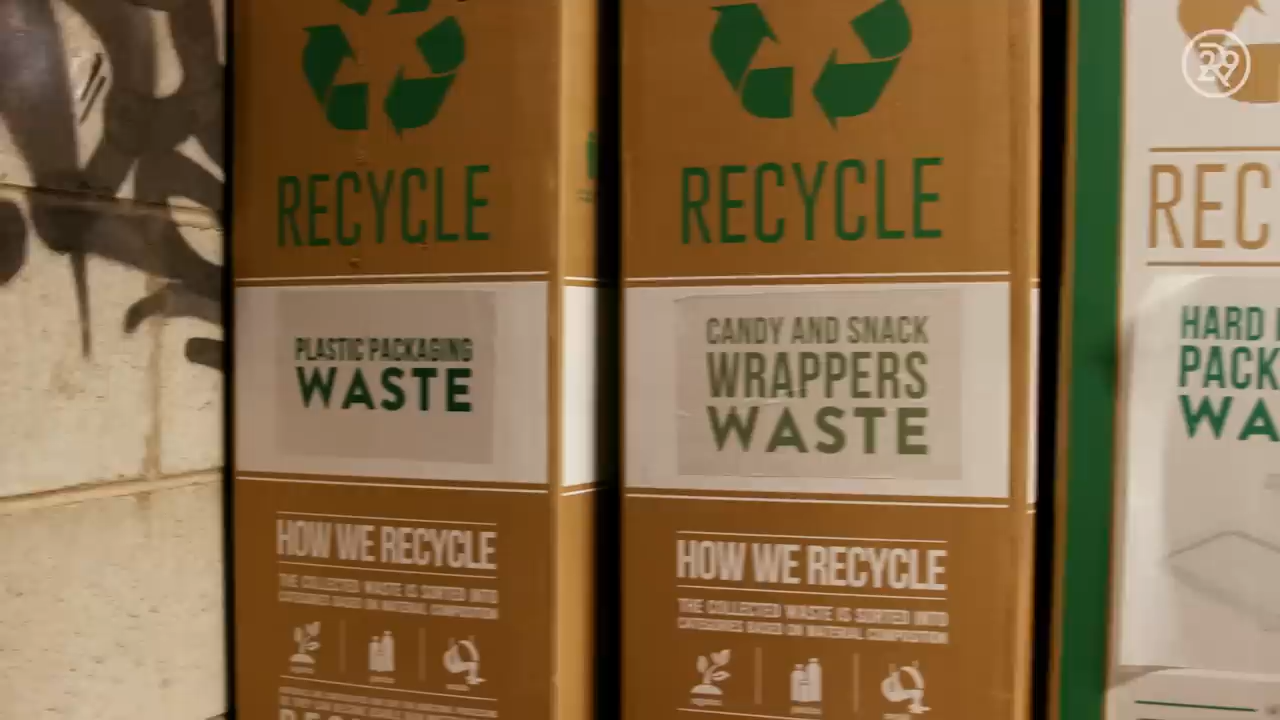 R29
RECYCLE
PLASTIC PACKAGING
WASTE
HOW WE RECYCLE
THE COLLECTED WASTE IS SORTED INTO
CATEGORIES BASED ON MATERIAL COMPOSITION
RECYCLE
CANDY AND SNACK
WRAPPERS
WASTE
HOW WE RECYCLE
THE COLLECTED WASTE IS SORTED INTO
CATEGORIES BASED ON MATERIAL COMPOSITION
REC
HARD
PACK
WA